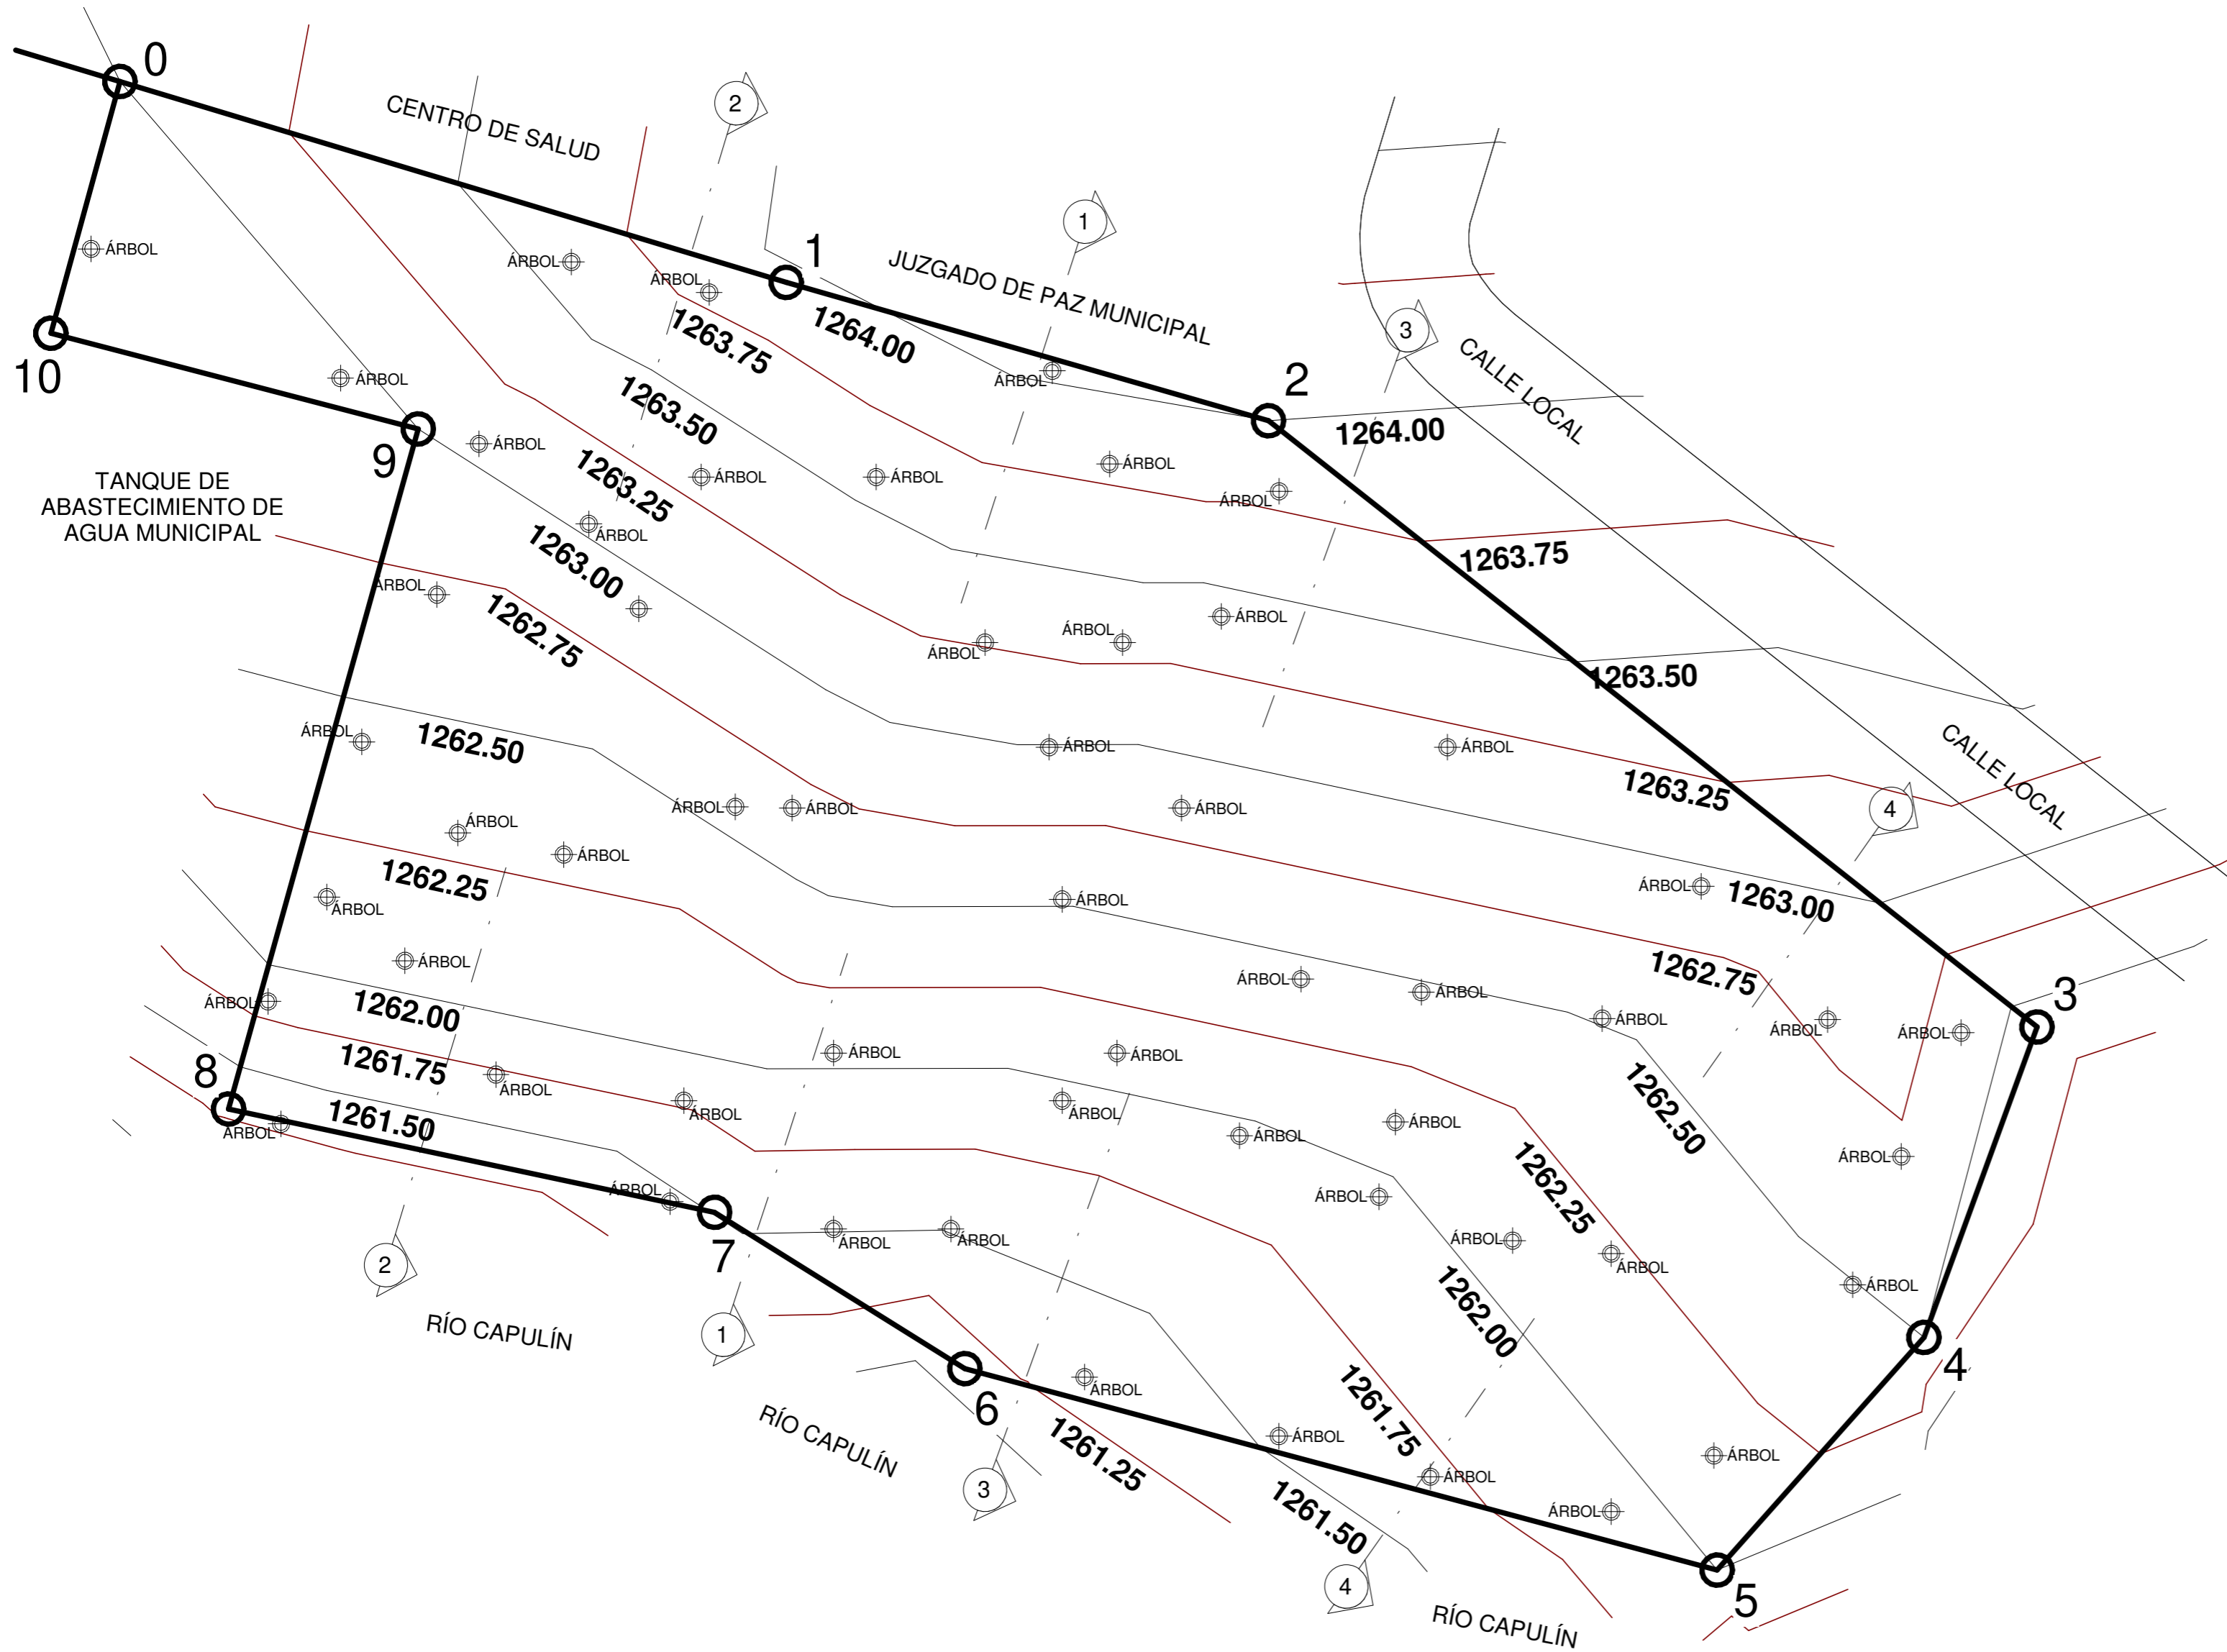 0
CENTRO DE SALUD
2
1
JUZGADO DE PAZ MUNICIPAL
1
3
CALLE LOCAL
ÁRBOL
ÁRBOL
ÁRBOL
1263.75
1264.00
2
1264.00
10
ÁRBOL
ÁRBOL
1263.50
9
ÁRBOL
ÁRBOL
ÁRBOL
ÁRBOL
ÁRBOL
TANQUE DE
ABASTECIMIENTO DE
AGUA MUNICIPAL
1263.25
ÁRBOL
1263.00
1263.75
ÁRBOL
1262.75
ÁRBOL
ÁRBOL
ÁRBOL
1263.50
ÁRBOL
1262.50
ÁRBOL
ÁRBOL
CALLE LOCAL
1263.25
4
ÁRBOL
ÁRBOL
ÁRBOL
ÁRBOL
ÁRBOL
1262.25
ÁRBOL
ÁRBOL
ÁRBOL
1263.00
ÁRBOL
ÁRBOL
1262.75
ÁRBOL
ÁRBOL
3
1262.00
ÁRBOL
ÁRBOL
ÁRBOL
ÁRBOL
1261.75
ÁRBOL
ÁRBOL
8
ÁRBOL
ÁRBOL
ÁRBOL
1262.50
1261.50
ÁRBOL
ÁRBOL
ÁRBOL
ÁRBOL
ÁRBOL
ÁRBOL
1262.25
7
ÁRBOL
ÁRBOL
ÁRBOL
ÁRBOL
2
ÁRBOL
1262.00
RÍO CAPULÍN
1
4
6
ÁRBOL
1261.75
RÍO CAPULÍN
1261.25
ÁRBOL
ÁRBOL
ÁRBOL
3
1261.50
ÁRBOL
4
5
RÍO CAPULÍN